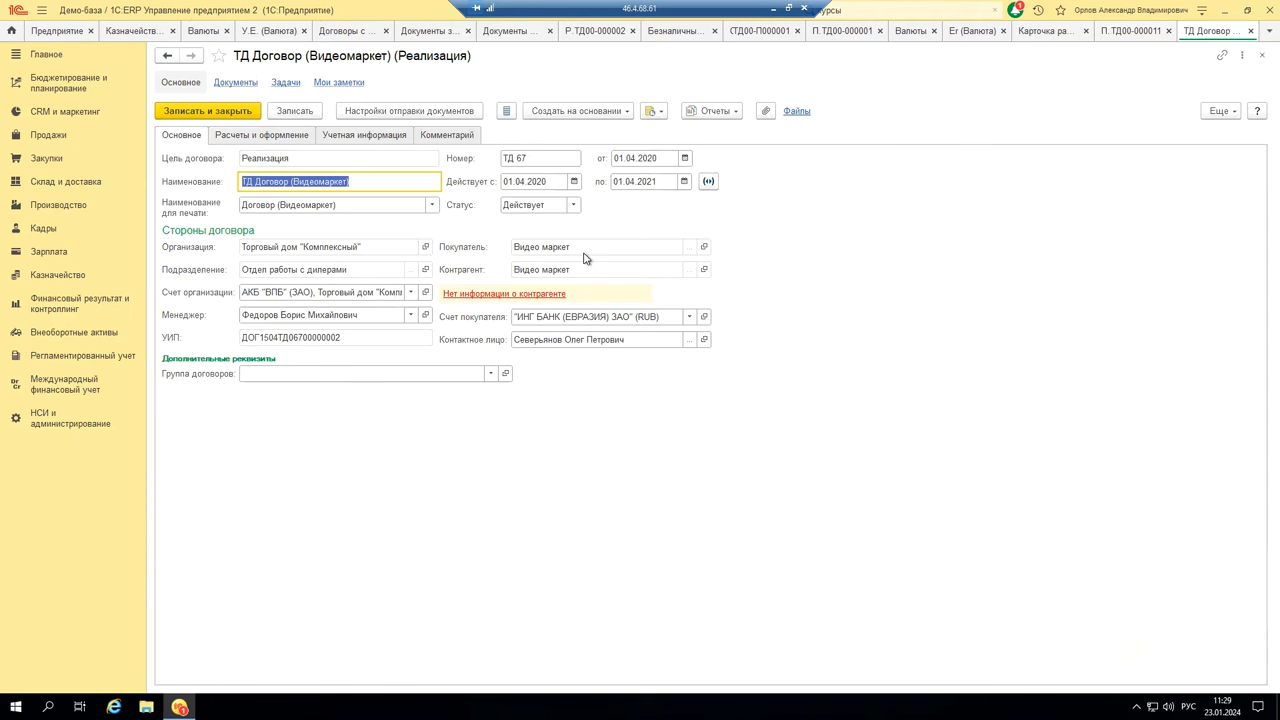 Демо-база / 1С:ERP Управление предприятием 2 (1С:Предприятие)
46.4.68.61
урсы
1
Орлов Александр Владимирович
Предприятие
Казначейств...
Валюты
У.Е. (Валюта)
Договоры с ...
Документы з...
Документы ...
Р.ТД00-000002
Безналичны...
СТД00-П000001
П.ТД00-000001
Валюты
Er (Валюта)
Карточка ра...
П.ТД00-000011
ТД Договор ...
Главное
Бюджетирование и
планирование
CRM и маркетинг
Продажи
Закупки
Склад и доставка
Производство
Кадры
Зарплата
Казначейство
Финансовый результат и
контроллинг
Внеоборотные активы
Регламентированный учет
Международный
финансовый учет
НСИ и
администрирование
ТД Договор (Видеомаркет) (Реализация)
Основное Документы Задачи Мои заметки
Записать и закрыть Записать Настройки отправки документов Создать на основании Отчеты Файлы Еще ?
Основное Расчеты и оформление Учетная информация Комментарий
Цель договора: Реализация Номер: ТД 67 от: 01.04.2020
Наименование: ТД Договор (Видеомаркет) Действует с: 01.04.2020 по: 01.04.2021
Наименование
для печати: Договор (Видеомаркет) Статус: Действует
Стороны договора
Организация: Торговый дом "Комплексный" Покупатель: Видео маркет
Подразделение: Отдел работы с дилерами Контрагент: Видео маркет
Счет организации: АКБ "ВПБ" (ЗАО), Торговый дом "Компл Нет информации о контрагенте
Менеджер: Федоров Борис Михайлович Счет покупателя: "ИНГ БАНК (ЕВРАЗИЯ) ЗАО" (RUB)
УИП: ДОГ1504ТД06700000002 Контактное лицо: Северьянов Олег Петрович
Дополнительные реквизиты
Группа договоров:
РУС
11:29
23.01.2024